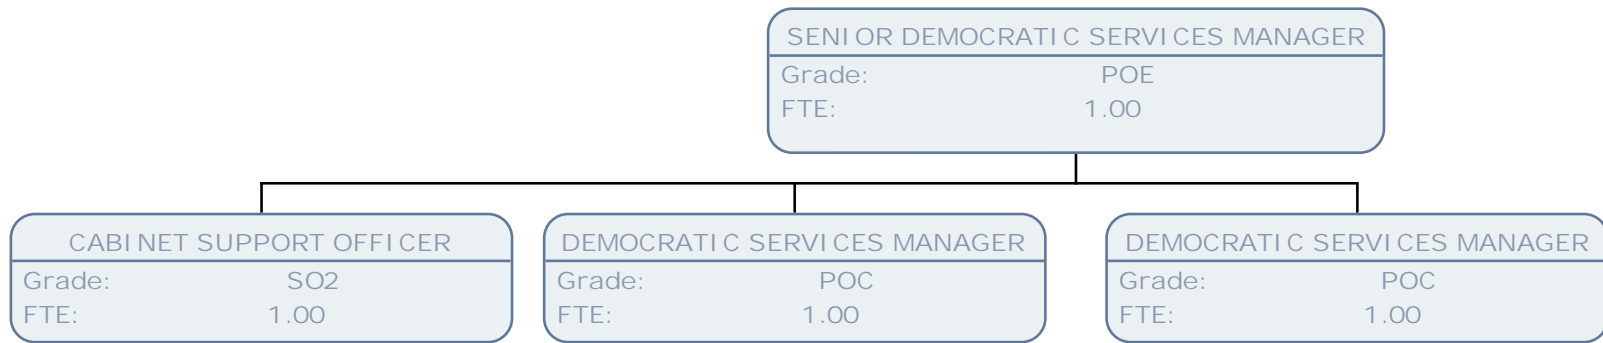 SENIOR DEMOCRATIC SERVICES MANAGER
Grade: POE
FTE: 1.00
CABINET SUPPORT OFFICER
Grade: SO2
FTE: 1.00
DEMOCRATIC SERVICES MANAGER
Grade: POC
FTE: 1.00
DEMOCRATIC SERVICES MANAGER
Grade: POC
FTE: 1.00